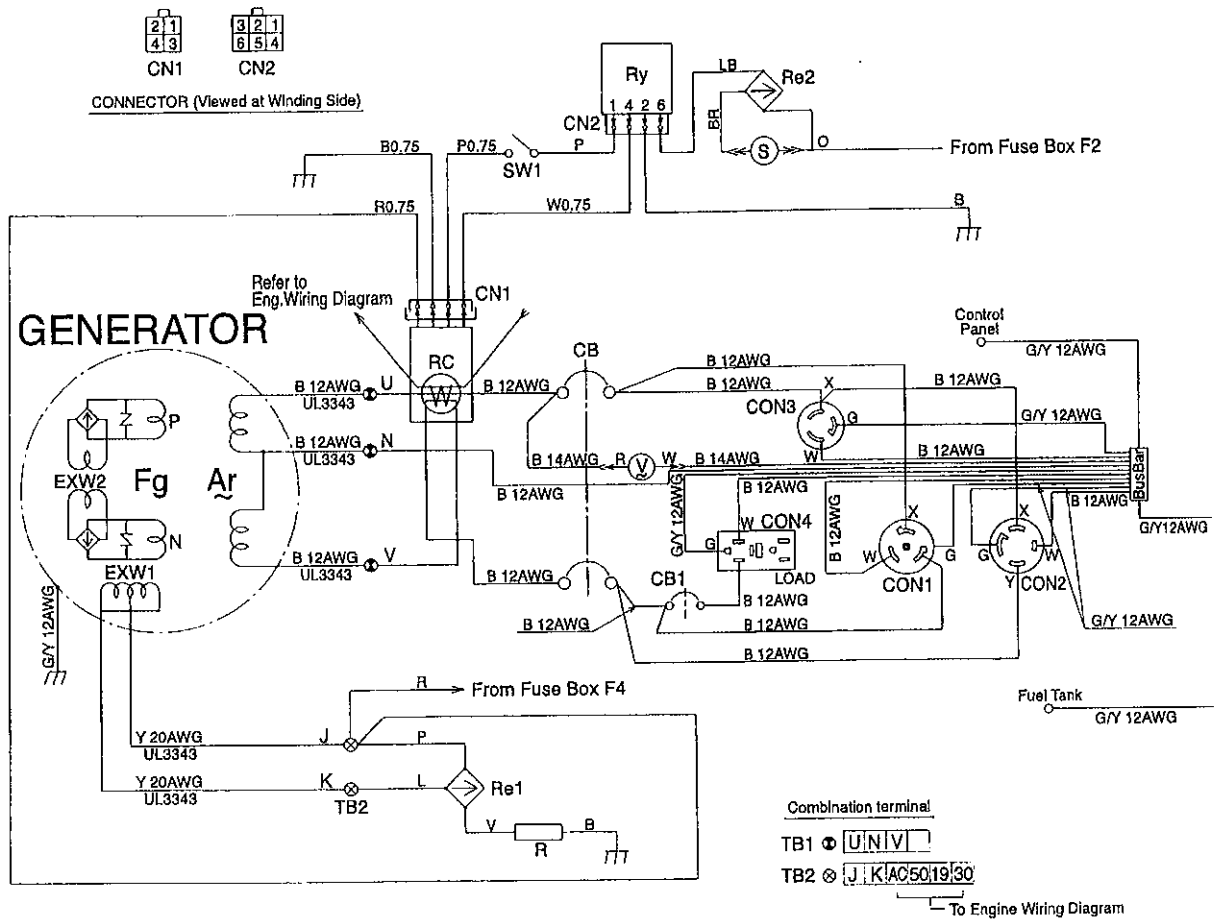 2 1
4 3
CN1
3 2 1
6 5 4
CN2
CONNECTOR (Viewed at Winding Side)
Ry
1 4 2 6
CN2
LB
Re2
BR
S
O
From Fuse Box F2
B0.75
P0.75
SW1
P
R0.75
W0.75
B
Refer to
Eng.Wiring Diagram
CN1
GENERATOR
RC
W
CB
Control
Panel
G/Y 12AWG
B 12AWG
UL3343
U
B 12AWG
B 12AWG
B 12AWG
X
B 12AWG
CON3
G
G/Y 12AWG
P
EXW2
Fg
Ar
~
B 12AWG
UL3343
N
B 14AWG
R
V
W
B 14AWG
W
B 12AWG
B 12AWG
B 12AWG
B 12AWG
BusBar
G/Y12AWG
N
EXW1
B 12AWG
UL3343
V
B 12AWG
G/Y 12AWG
G
W
CON4
LOAD
B 12AWG
W
X
G
CON1
G
X
W
Y
CON2
CB1
B 12AWG
B 12AWG
B 12AWG
B 12AWG
G/Y 12AWG
G/Y 12AWG
R
From Fuse Box F4
Fuel Tank
G/Y 12AWG
Y 20AWG
UL3343
J
P
Y 20AWG
UL3343
K
TB2
L
Re1
V
R
B
Combination terminal
TB1 U N V
TB2 J K AC 50 19 30
To Engine Wiring Diagram